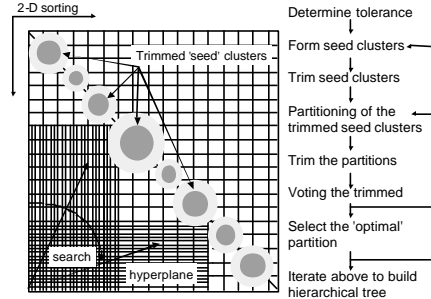 2-D sorting
Trimmed 'seed' clusters
search
hyperplane
Determine tolerance
Form seed clusters
Trim seed clusters
Partitioning of the
trimmed seed clusters
Trim the partitions
Voting the trimmed
Select the 'optimal'
partition
Iterate above to build
hierarchical tree